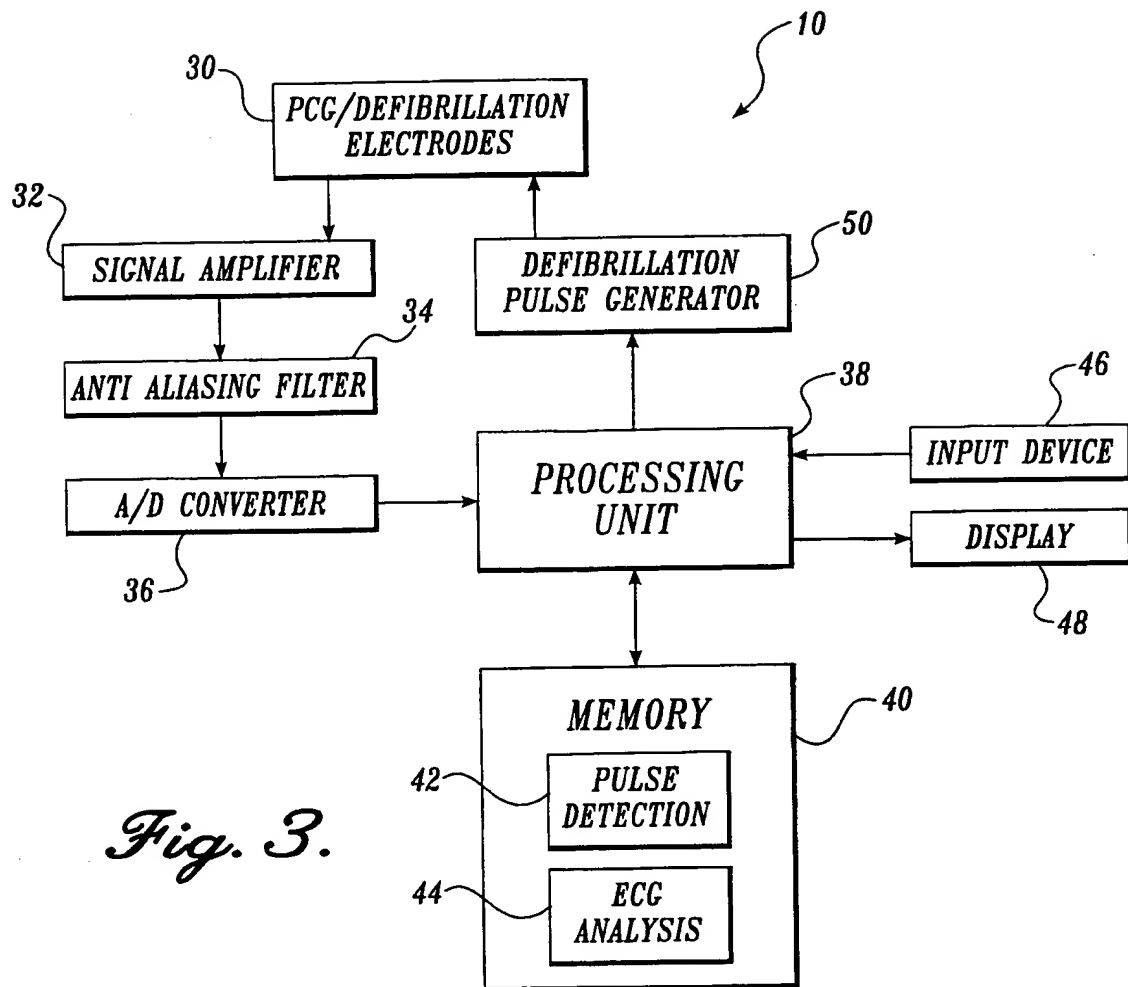 10
30
PCG/DEFIBRILLATION
ELECTRODES
32
SIGNAL AMPLIFIER
50
DEFIBRILLATION
PULSE GENERATOR
34
ANTI ALIASING FILTER
38
46
INPUT DEVICE
PROCESSING
UNIT
A/D CONVERTER
36
DISPLAY
48
MEMORY
40
42
PULSE
DETECTION
44
ECG
ANALYSIS
Fig. 3.